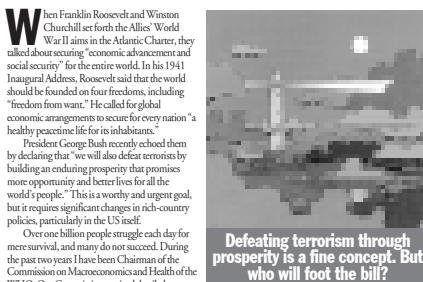 When Franklin Roosevelt and Winston
Churchill set forth the Allies' World
War II aims in the Atlantic Charter, they
talked about securing "economic advancement and
social security" for the entire world. In his 1941
Inaugural Address, Roosevelt said that the world
should be founded on four freedoms, including
"freedom from want." He called for global
economic arrangements to secure for every nation "a
healthy peacetime life for its inhabitants."
President George Bush recently echoed them
by declaring that "we will also defeat terrorists by
building an enduring prosperity that promises
more opportunity and better lives for all the
world's people." This is a worthy and urgent goal,
but it requires significant changes in rich-country
policies, particularly in the US itself.
Over one billion people struggle each day for
mere survival, and many do not succeed. During
the past two years I have been Chairman of the
Commission on Macroeconomics and Health of the
Defeating terrorism through
prosperity is a fine concept. But
who will foot the bill?